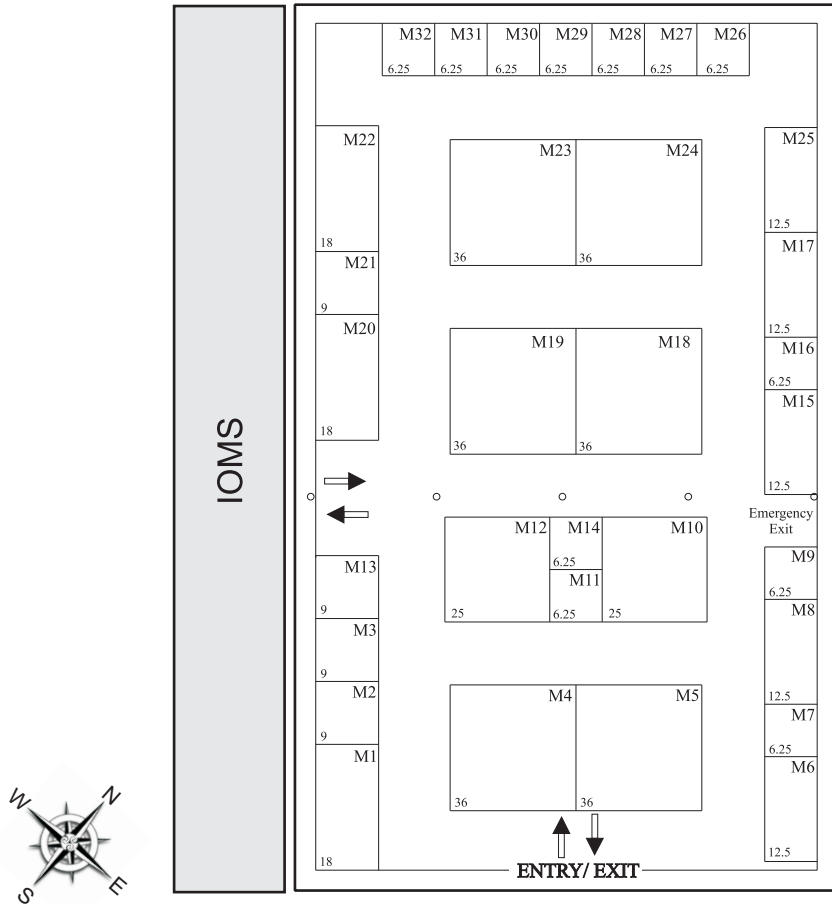 M32 M31 M30 M29 M28 M27 M26
6.25 6.25 6.25 6.25 6.25 6.25 6.25
M22
18
M21
9
M20
18
M23 M24
36 36
M25
12.5
M17
12.5
M16
6.25
M15
12.5
M19 M18
36 36
IOMS
Emergency
Exit
M12 M14 M10
6.25
M11
25 6.25 25
M13
9
M3
9
M2
9
M1
18
M9
6.25
M8
12.5
M7
6.25
M6
12.5
M4 M5
36 36
ENTRY/ EXIT
W N
S E